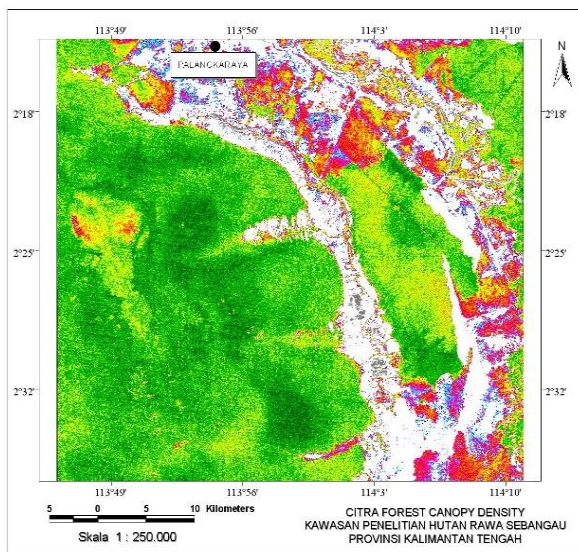 113°49' 113°56' 114°3' 114°10'
PALANGKARAYA
N
2°18' 2°18'
2°25' 2°25'
2°32' 2°32'
113°49' 113°56' 114°3' 114°10'
5 0 5 10 Kilometers
Skala 1 : 250.000
CITRA FOREST CANOPY DENSITY
KAWASAN PENELITIAN HUTAN RAWA SEBANGAU
PROVINSI KALIMANTAN TENGAH